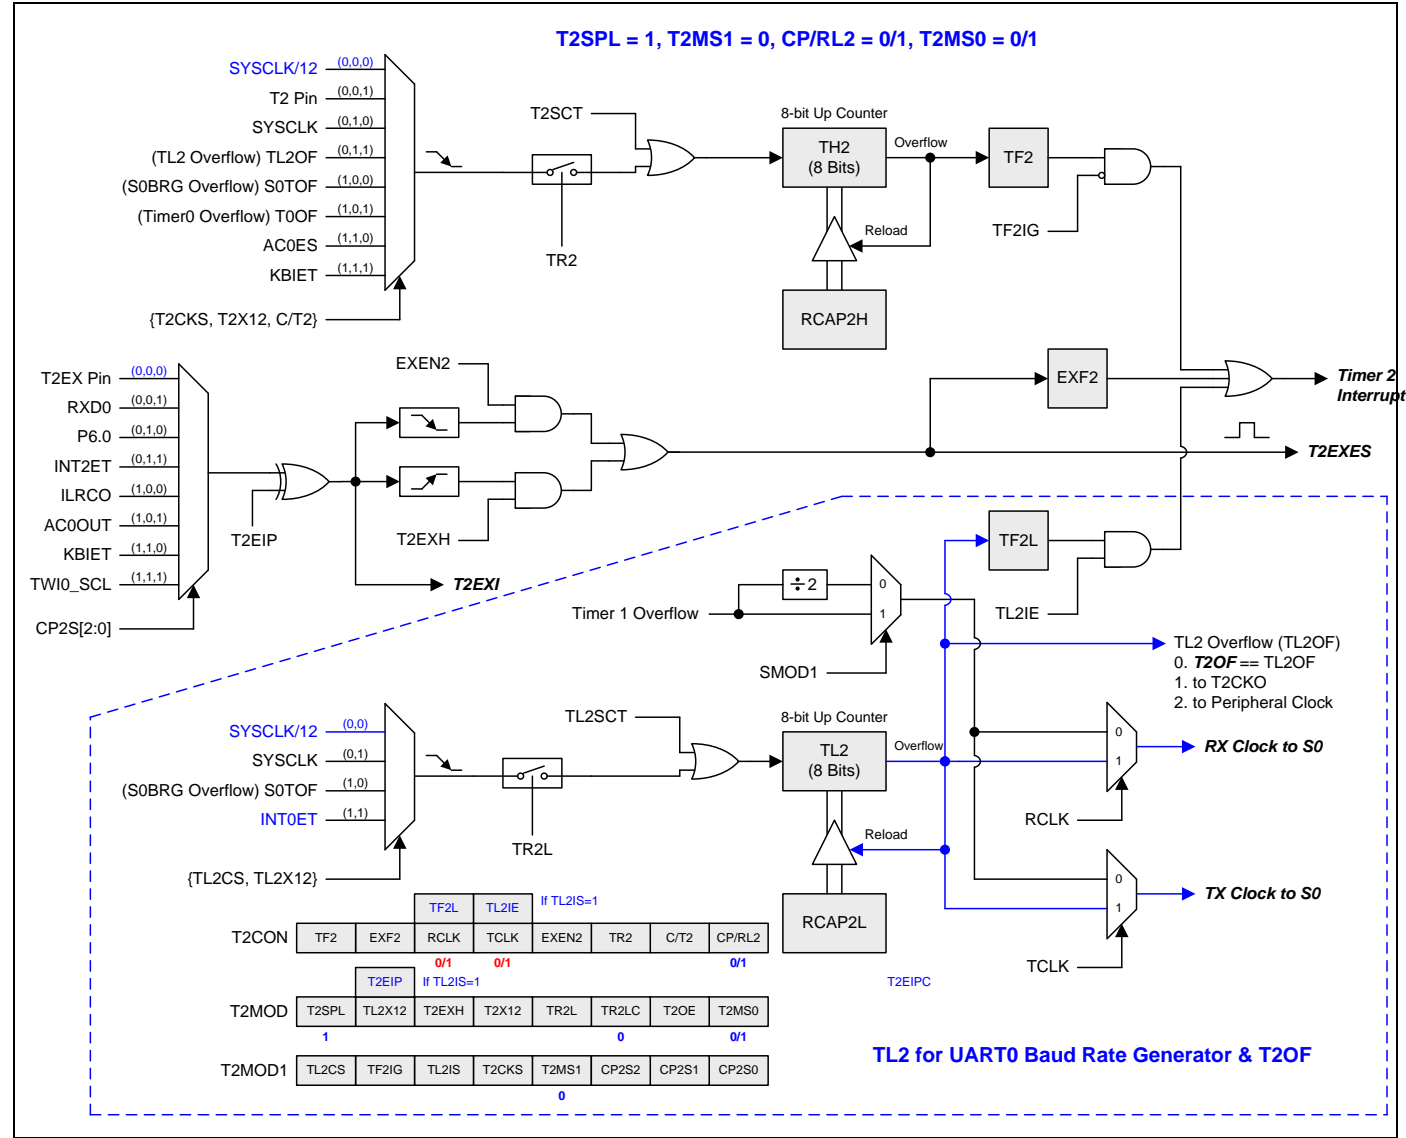 T2SPL = 1, T2MS1 = 0, CP/RL2 = 0/1, T2MS0 = 0/1
SYSCLK/12 (0,0,0)
T2 Pin (0,0,1)
SYSCLK (0,1,0)
(TL2 Overflow) TL2OF (0,1,1)
(S0BRG Overflow) S0TOF (1,0,0)
(Timer0 Overflow) T0OF (1,0,1)
AC0ES (1,1,0)
KBIET (1,1,1)
{T2CKS, T2X12, C/T2}
T2SCT
TR2
8-bit Up Counter
TH2
(8 Bits)
Overflow
Reload
RCAP2H
TF2
TF2IG
T2EX Pin (0,0,0)
RXD0 (0,0,1)
P6.0 (0,1,0)
INT2ET (0,1,1)
ILRCO (1,0,0)
AC0OUT (1,0,1)
KBIET (1,1,0)
TWI0_SCL (1,1,1)
CP2S[2:0]
T2EIP
EXEN2
T2EXH
T2EXI
EXF2
Timer 2
Interrupt
T2EXES
TF2L
TL2IE
Timer 1 Overflow
÷2
0
1
SMOD1
TL2 Overflow (TL2OF)
0. T2OF == TL2OF
1. to T2CKO
2. to Peripheral Clock
SYSCLK/12 (0,0)
SYSCLK (0,1)
(S0BRG Overflow) S0TOF (1,0)
INT0ET (1,1)
{TL2CS, TL2X12}
TL2SCT
TR2L
8-bit Up Counter
TL2
(8 Bits)
Overflow
Reload
RCAP2L
0
1
RX Clock to S0
RCLK
0
1
TX Clock to S0
TCLK
TF2L TL2IE If TL2IS=1
T2CON TF2 EXF2 RCLK TCLK EXEN2 TR2 C/T2 CP/RL2
0/1 0/1 0/1
T2EIP If TL2IS=1
T2EIPC
T2MOD T2SPL TL2X12 T2EXH T2X12 TR2L TR2LC T2OE T2MS0
1 0 0/1
T2MOD1 TL2CS TF2IG TL2IS T2CKS T2MS1 CP2S2 CP2S1 CP2S0
0
TL2 for UART0 Baud Rate Generator & T2OF